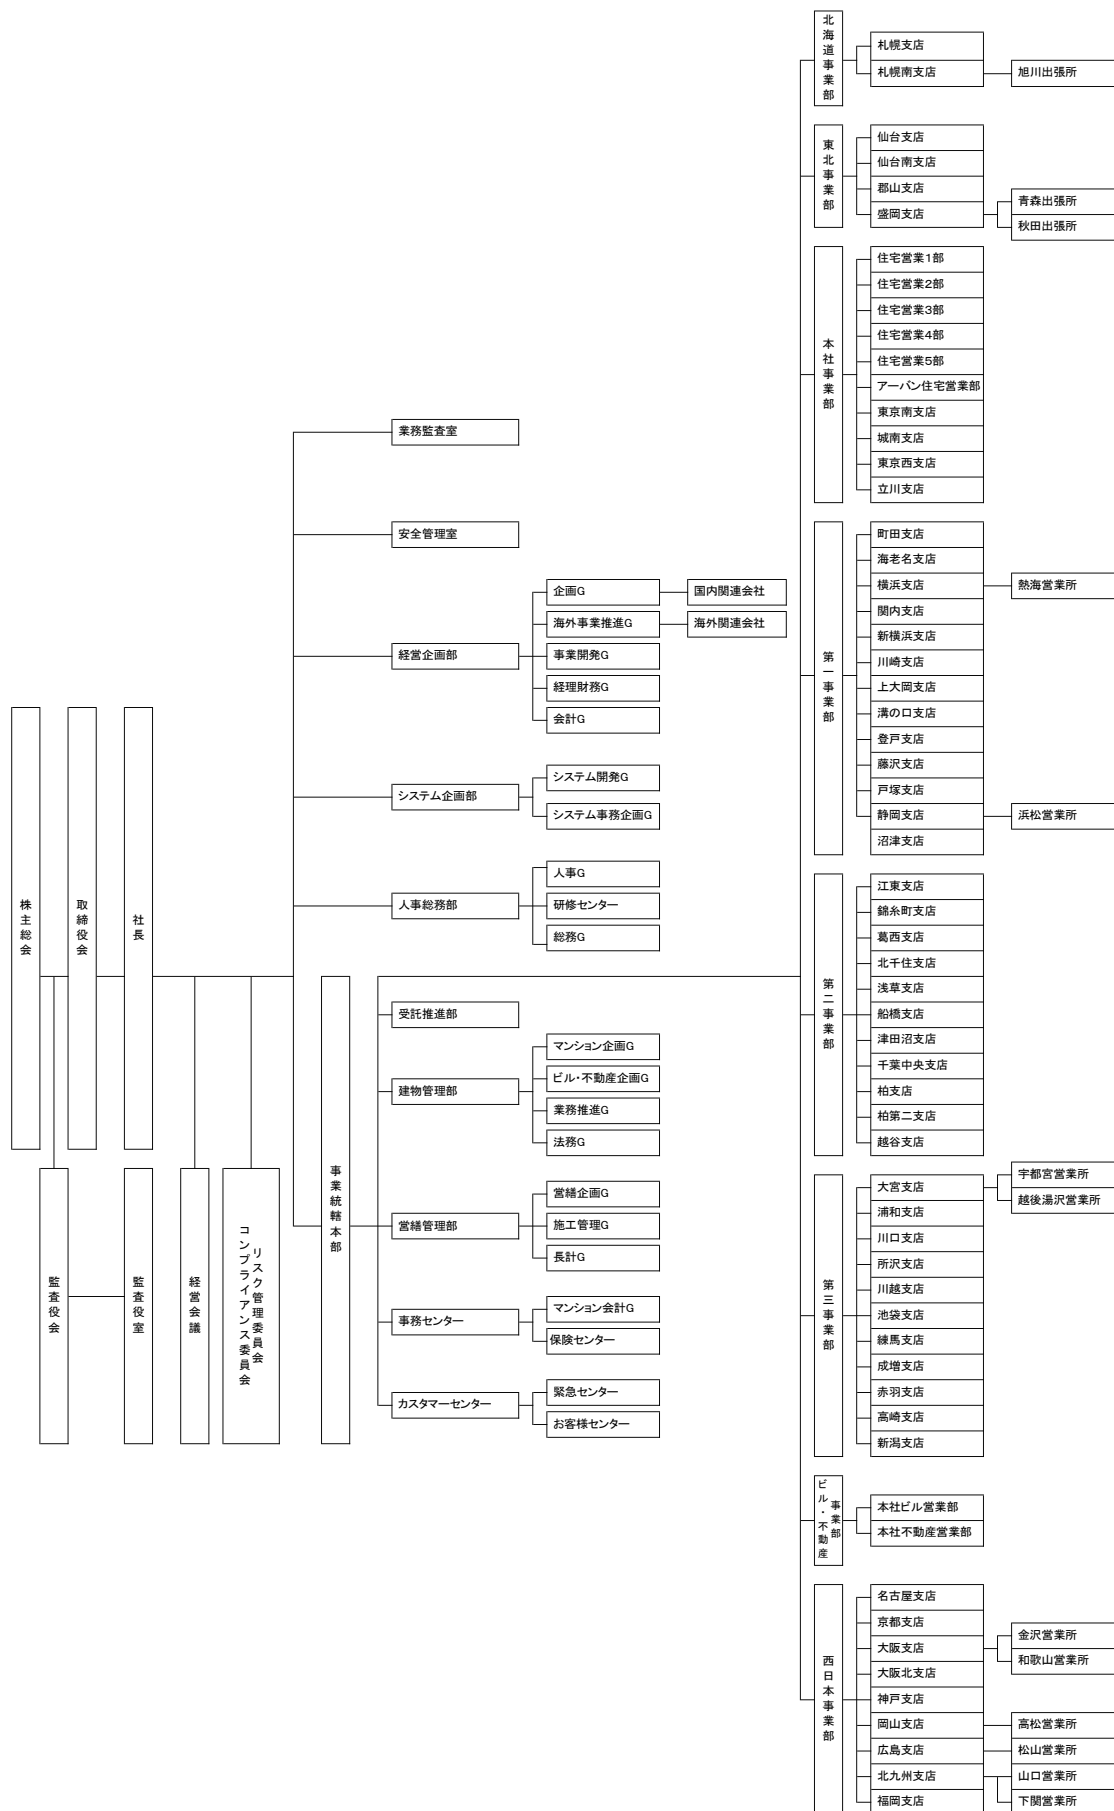 株主総会
取締役会
社長
監査役会
監査役室
経営会議
リスク管理委員会
コンプライアンス委員会
業務監査室
安全管理室
経営企画部
企画G
国内関連会社
海外事業推進G
海外関連会社
事業開発G
経理財務G
会計G
システム企画部
システム開発G
システム事務企画G
人事総務部
人事G
研修センター
総務G
事業統轄本部
受託推進部
建物管理部
マンション企画G
ビル・不動産企画G
業務推進G
法務G
営繕管理部
営繕企画G
施工管理G
長計G
事務センター
マンション会計G
保険センター
カスタマーセンター
緊急センター
お客様センター
北海道事業部
札幌支店
札幌南支店
旭川出張所
東北事業部
仙台支店
仙台南支店
郡山支店
盛岡支店
青森出張所
秋田出張所
本社事業部
住宅営業1部
住宅営業2部
住宅営業3部
住宅営業4部
住宅営業5部
アーバン住宅営業部
東京南支店
城南支店
東京西支店
立川支店
第一事業部
町田支店
海老名支店
横浜支店
熱海営業所
関内支店
新横浜支店
川崎支店
上大岡支店
溝の口支店
登戸支店
藤沢支店
戸塚支店
静岡支店
浜松営業所
沼津支店
第二事業部
江東支店
錦糸町支店
葛西支店
北千住支店
浅草支店
船橋支店
津田沼支店
千葉中央支店
柏支店
柏第二支店
越谷支店
第三事業部
大宮支店
宇都宮営業所
越後湯沢営業所
浦和支店
川口支店
所沢支店
川越支店
池袋支店
練馬支店
成増支店
赤羽支店
高崎支店
新潟支店
ビル・不動産
事業部
本社ビル営業部
本社不動産営業部
西日本事業部
名古屋支店
京都支店
大阪支店
金沢営業所
和歌山営業所
大阪北支店
神戸支店
岡山支店
高松営業所
広島支店
松山営業所
北九州支店
山口営業所
下関営業所
福岡支店